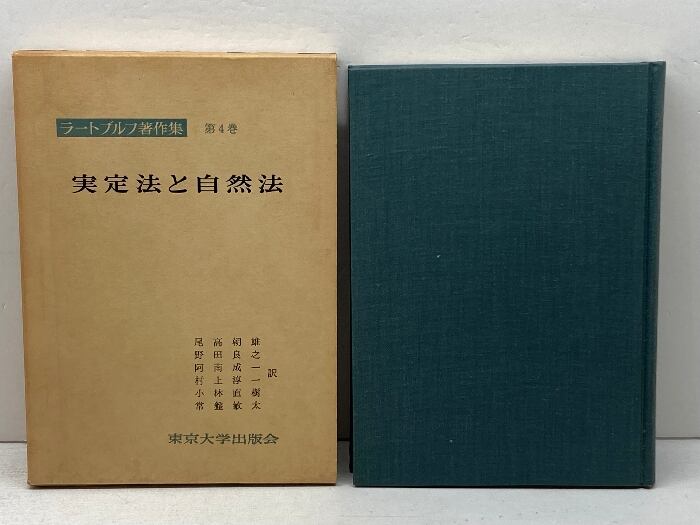 ラートブルフ著作集 第4巻
実定法と自然法
尾高朝雄
野田良之
阿南成一
村上淳一
小林直樹
常盤敏太
訳
東京大学出版会